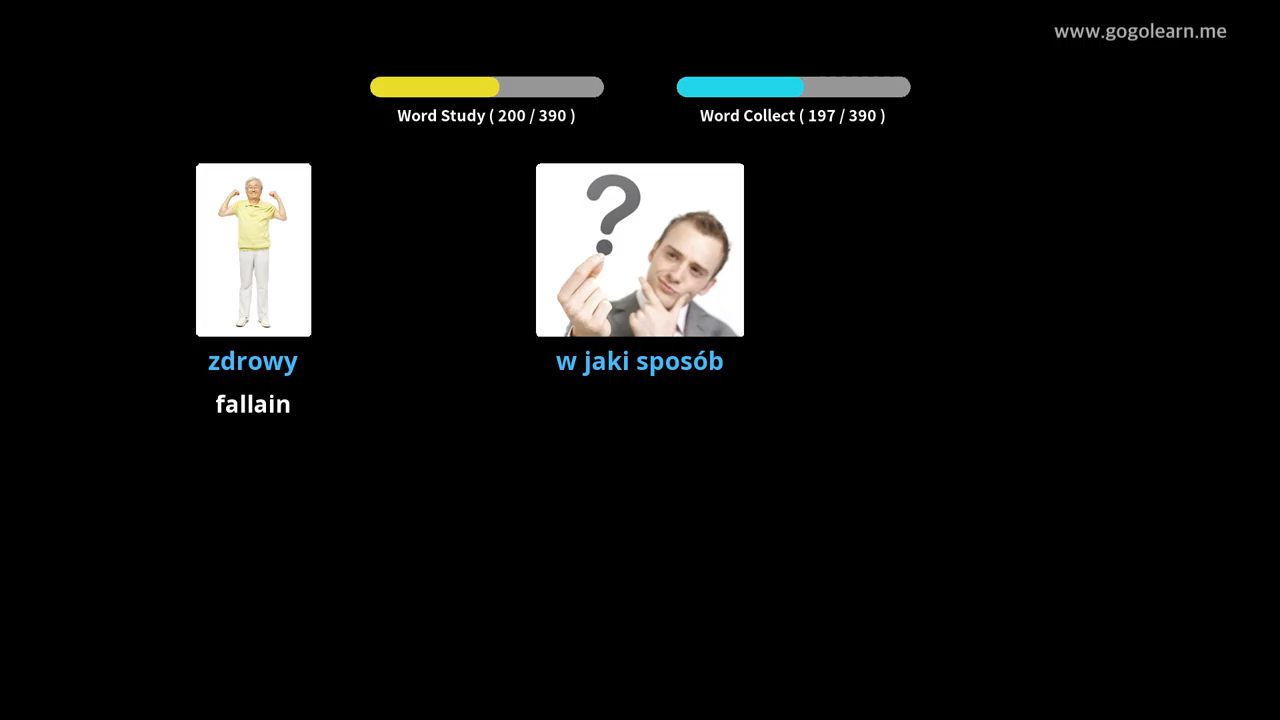 www.gogolearn.me
Word Study ( 200 / 390 )
Word Collect ( 197 / 390 )
zdrowy
fallain
w jaki sposób